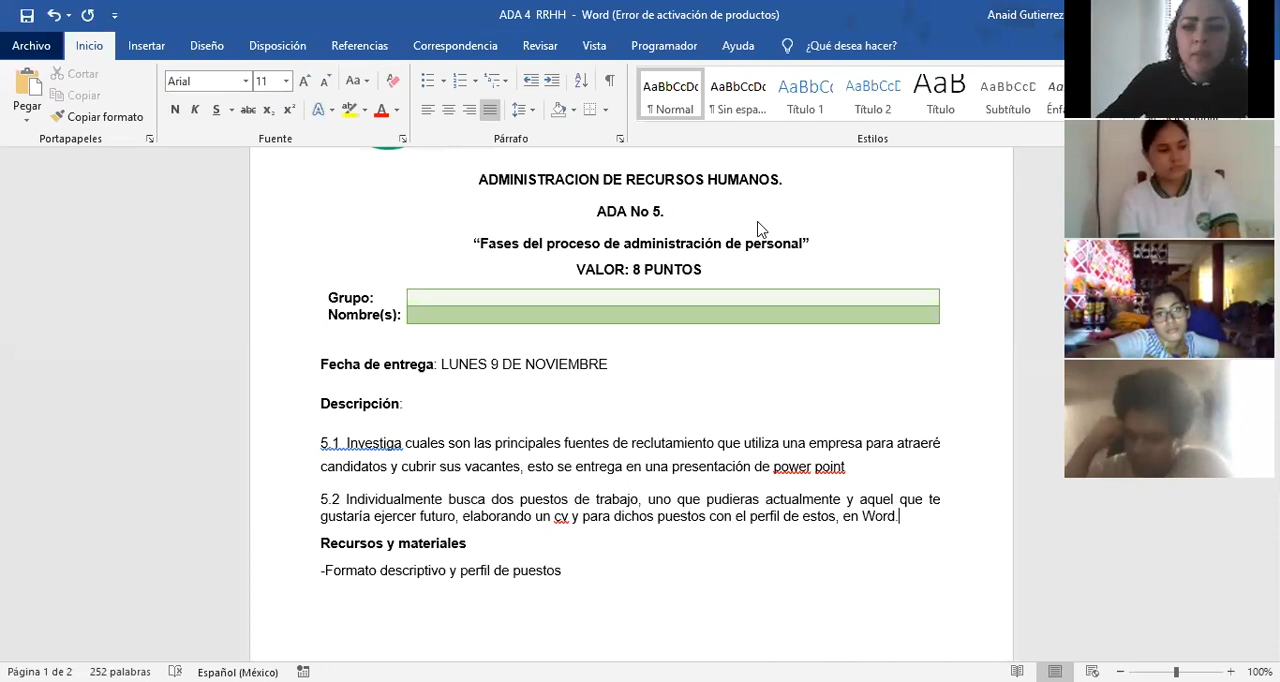 ADA 4 RRHH - Word (Error de activación de productos)
Anaid Gutierrez
Archivo Inicio Insertar Diseño Disposición Referencias Correspondencia Revisar Vista Programador Ayuda ¿Qué desea hacer?
Pegar
Cortar
Copiar
Copiar formato
Portapapeles
Arial 11
Aa
N K S abc x₂ x²
Fuente
Párrafo
AaBbCcDc AaBbCcDc AaBbCc AaBbCcD AaB AaBbCcD
¶ Normal ¶ Sin espa... Título 1 Título 2 Título Subtítulo
Estilos
ADMINISTRACION DE RECURSOS HUMANOS.
ADA No 5.
“Fases del proceso de administración de personal”
VALOR: 8 PUNTOS
Grupo:
Nombre(s):
Fecha de entrega: LUNES 9 DE NOVIEMBRE
Descripción:
5.1 Investiga cuales son las principales fuentes de reclutamiento que utiliza una empresa para atraeré
candidatos y cubrir sus vacantes, esto se entrega en una presentación de power point
5.2 Individualmente busca dos puestos de trabajo, uno que pudieras actualmente y aquel que te
gustaría ejercer futuro, elaborando un cv y para dichos puestos con el perfil de estos, en Word.
Recursos y materiales
-Formato descriptivo y perfil de puestos
Página 1 de 2 252 palabras Español (México) 100%